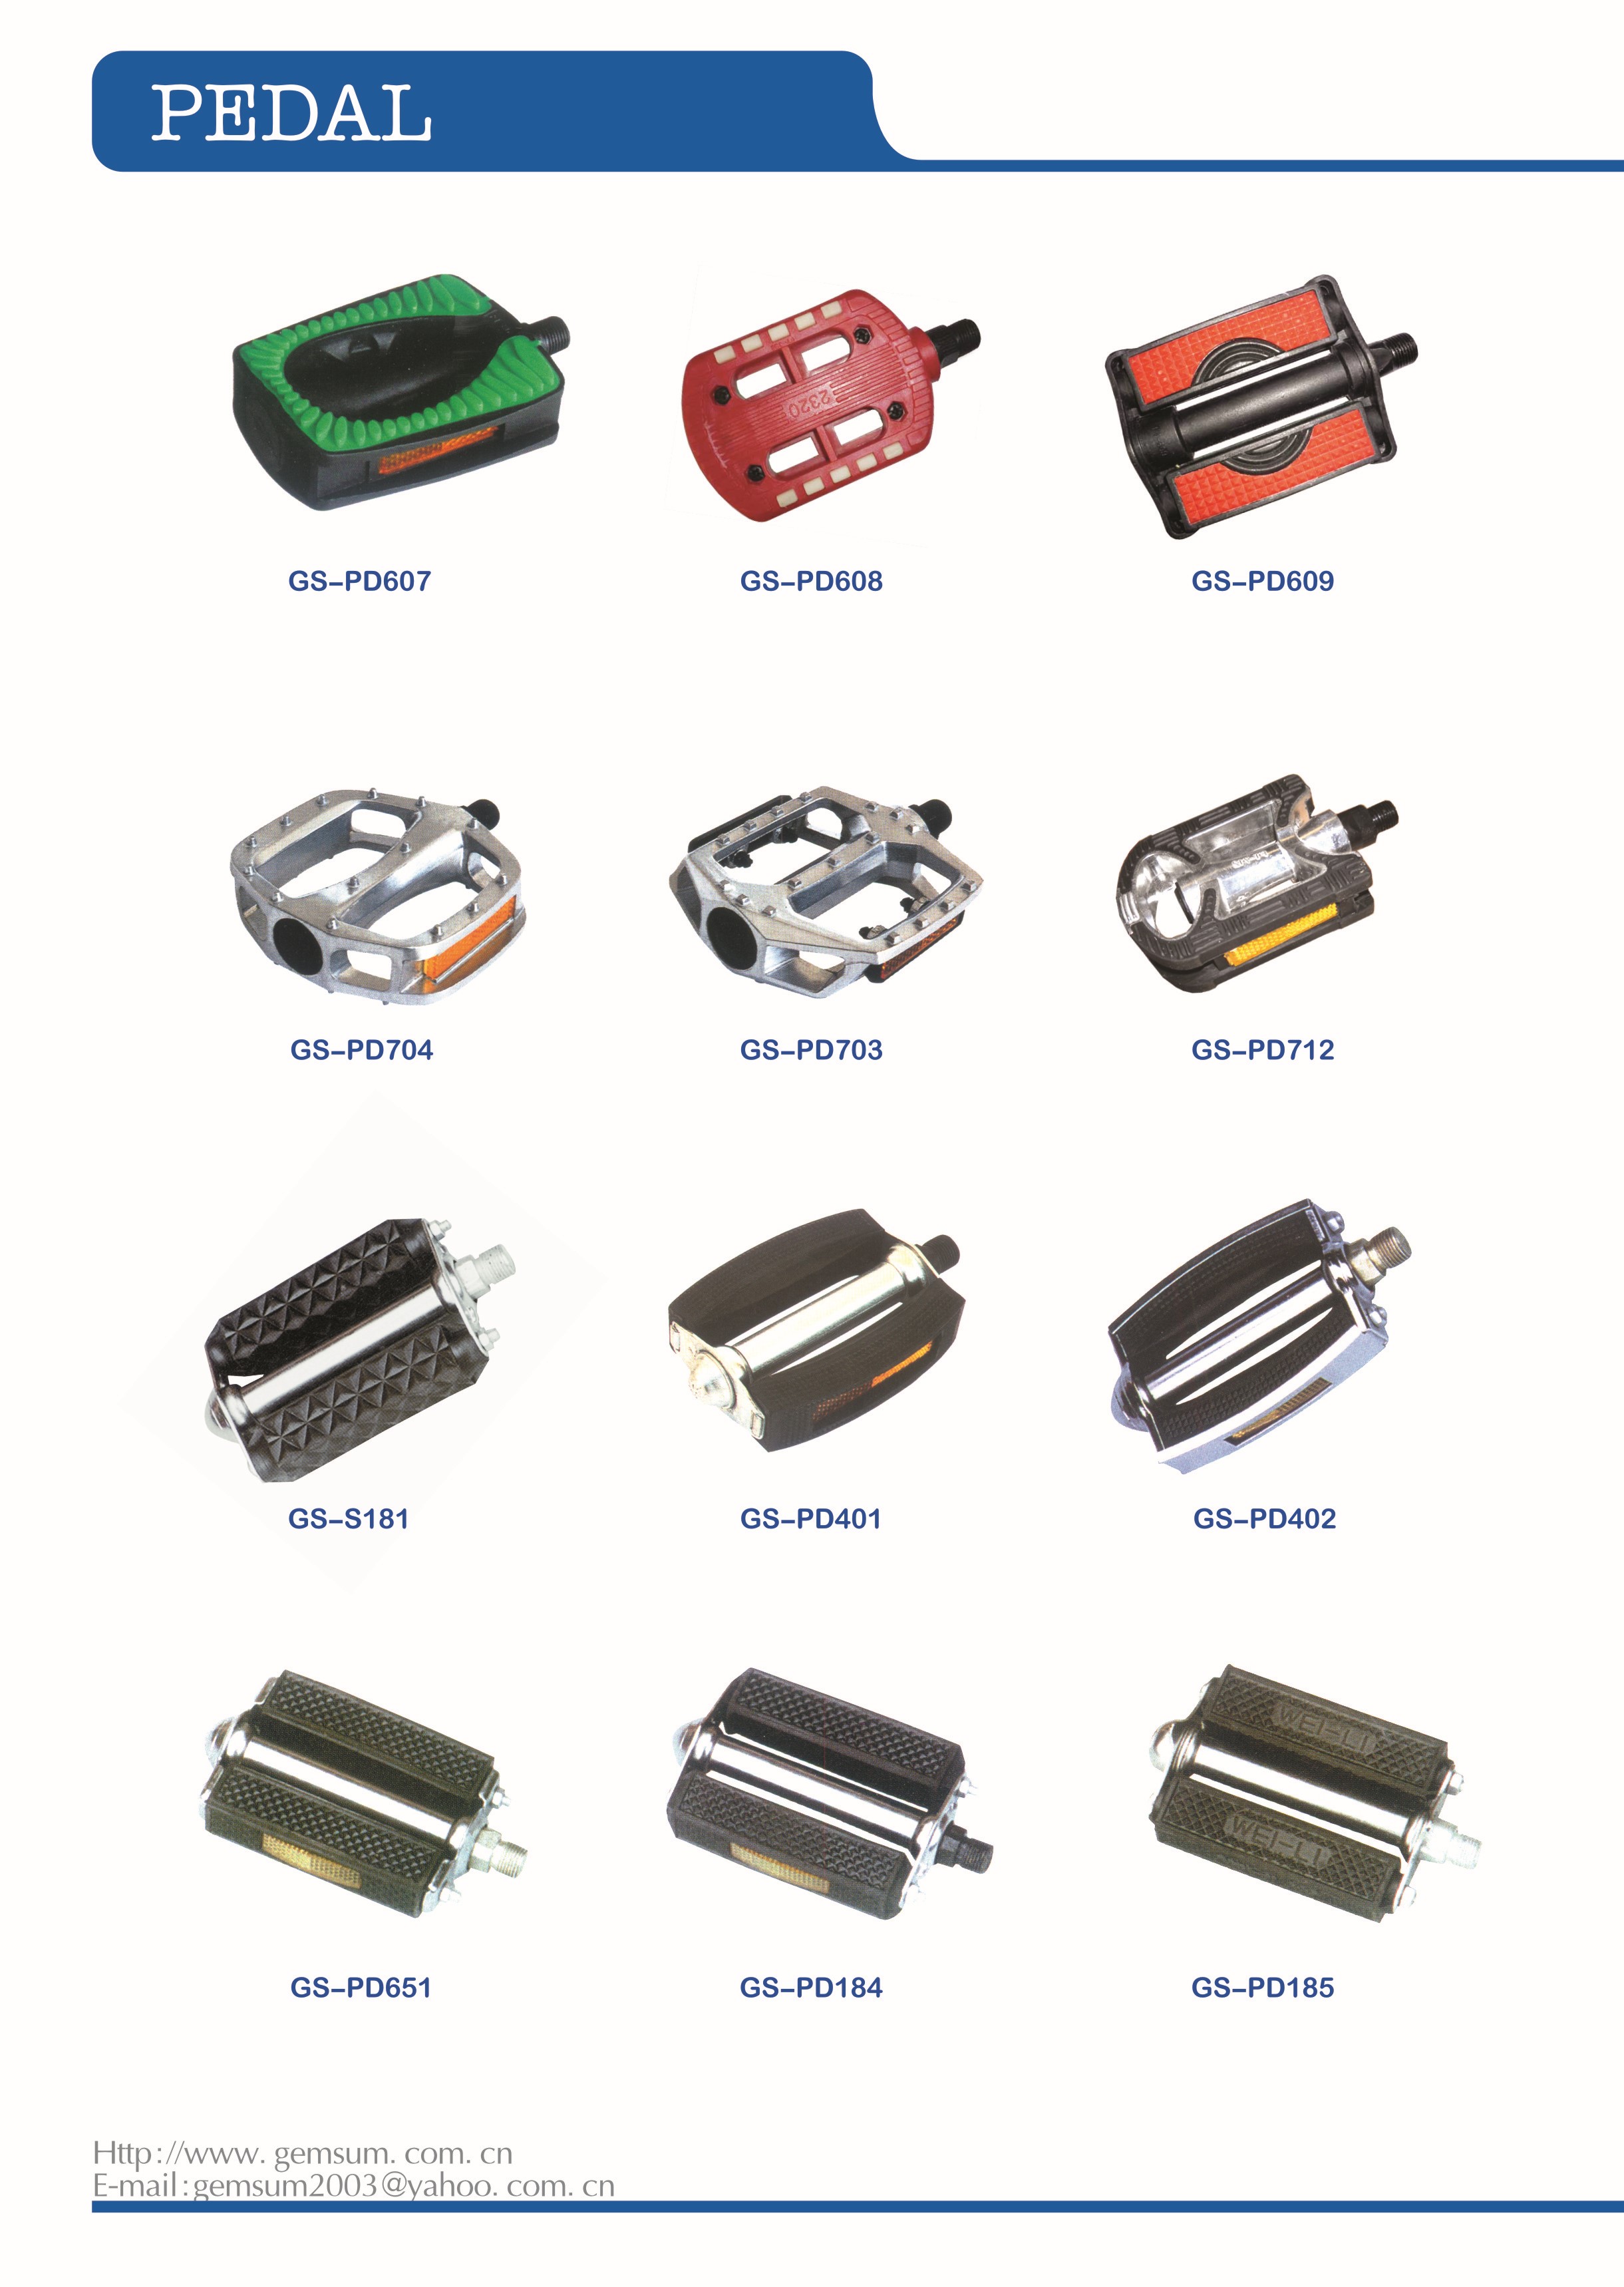 PEDAL
2320
GS-PD607
GS-PD608
GS-PD609
GS-PD704
GS-PD703
GS-PD712
GS-S181
GS-PD401
GS-PD402
WEI-LI
WEI-LI
GS-PD651
GS-PD184
GS-PD185
Http://www.gemsum.com.cn
E-mail:gemsum2003@yahoo.com.cn